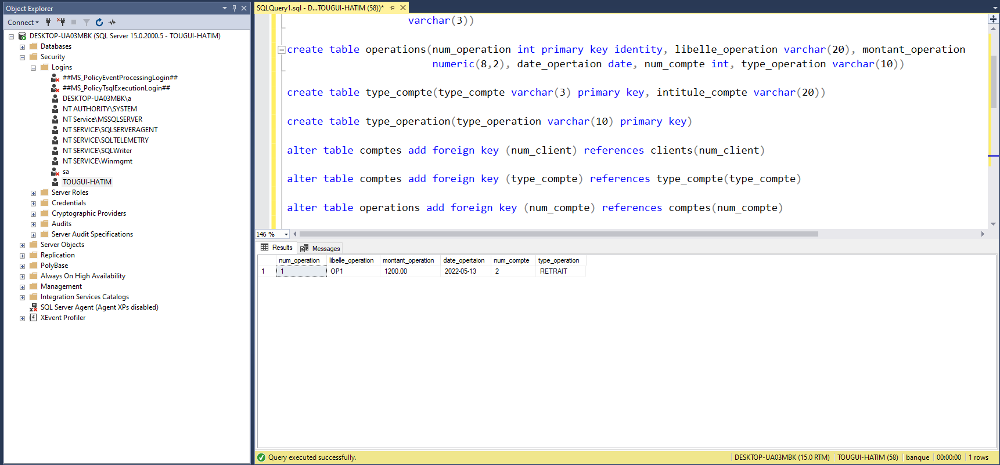 Object Explorer
Connect
DESKTOP-UA03MBK (SQL Server 15.0.2000.5 - TOUGUI-HATIM)
Databases
Security
Logins
##MS_PolicyEventProcessingLogin##
##MS_PolicyTsqlExecutionLogin##
DESKTOP-UA03MBK\a
NT AUTHORITY\SYSTEM
NT Service\MSSQLSERVER
NT SERVICE\SQLSERVERAGENT
NT SERVICE\SQLTELEMETRY
NT SERVICE\SQLWriter
NT SERVICE\Winmgmt
sa
TOUGUI-HATIM
Server Roles
Credentials
Cryptographic Providers
Audits
Server Audit Specifications
Server Objects
Replication
PolyBase
Always On High Availability
Management
Integration Services Catalogs
SQL Server Agent (Agent XPs disabled)
XEvent Profiler
SQLQuery1.sql - D...TOUGUI-HATIM (58))*
varchar(3))
create table operations(num_operation int primary key identity, libelle_operation varchar(20), montant_operation
numeric(8,2), date_opertaion date, num_compte int, type_operation varchar(10))
create table type_compte(type_compte varchar(3) primary key, intitule_compte varchar(20))
create table type_operation(type_operation varchar(10) primary key)
alter table comptes add foreign key (num_client) references clients(num_client)
alter table comptes add foreign key (type_compte) references type_compte(type_compte)
alter table operations add foreign key (num_compte) references comptes(num_compte)
146 %
Results Messages
num_operation libelle_operation montant_operation date_opertaion num_compte type_operation
1 1 OP1 1200.00 2022-05-13 2 RETRAIT
Query executed successfully. DESKTOP-UA03MBK (15.0 RTM) TOUGUI-HATIM (58) banque 00:00:00 1 rows